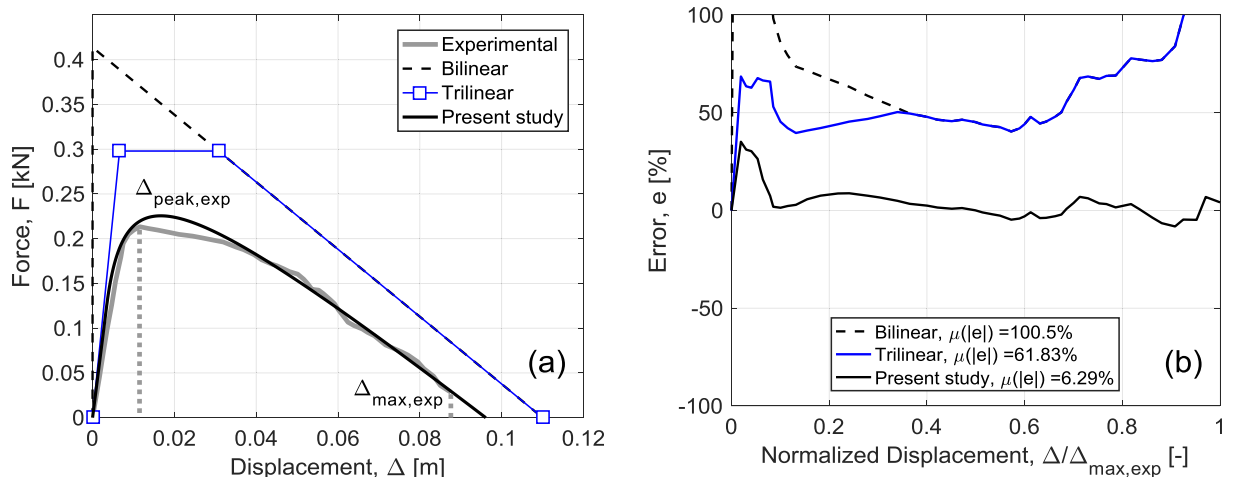 Force, F [kN]
0.4
0.35
0.3
0.25
0.2
0.15
0.1
0.05
0
0
0.02
0.04
0.06
0.08
0.1
0.12
Displacement, Δ [m]
Experimental
Bilinear
Trilinear
Present study
Δpeak,exp
Δmax,exp
(a)
Error, e [%]
100
50
0
-50
-100
0
0.2
0.4
0.6
0.8
1
Normalized Displacement, Δ/Δmax,exp [-]
Bilinear, μ(|e|) =100.5%
Trilinear, μ(|e|) =61.83%
Present study, μ(|e|) =6.29%
(b)